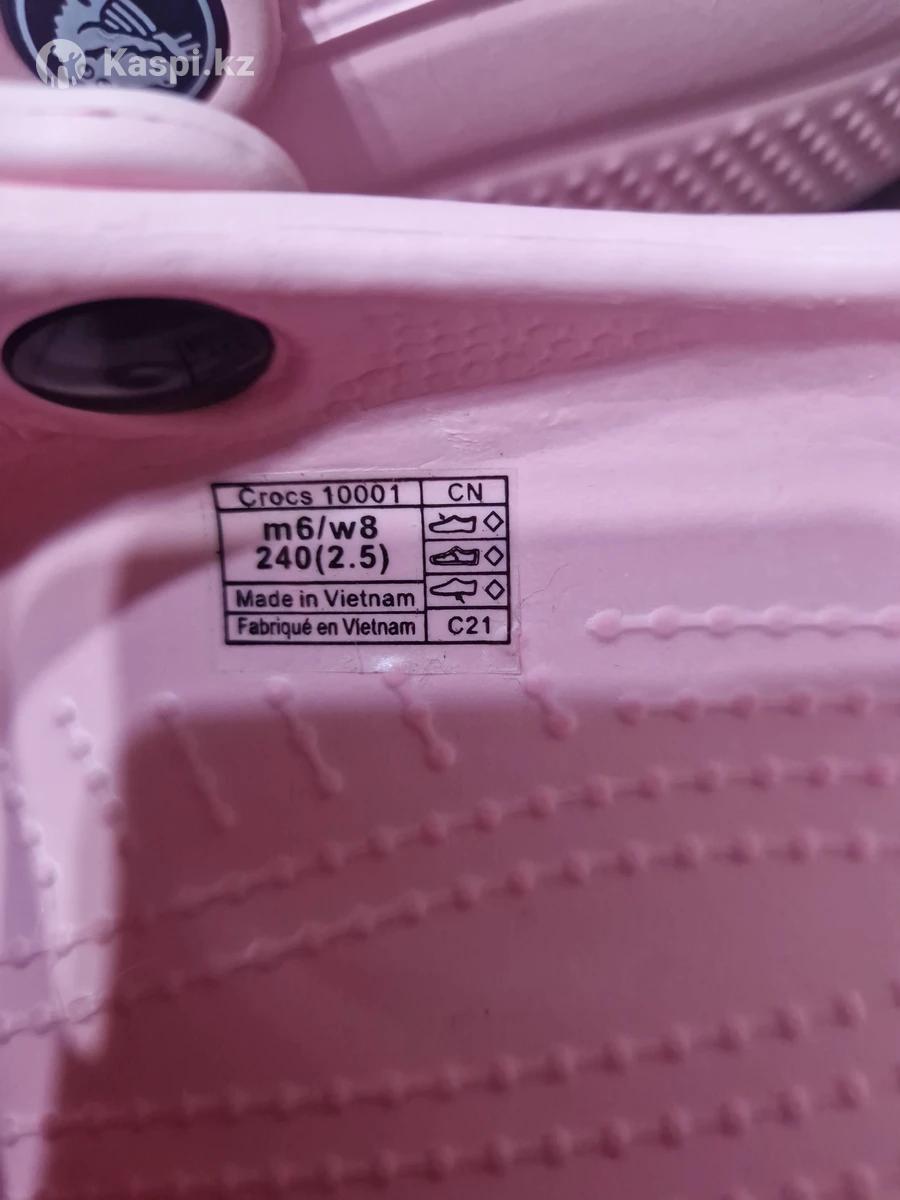 Kaspi.kz
Crocs 10001 CN
m6/w8
240(2.5)
Made in Vietnam
Fabriqué en Vietnam C21